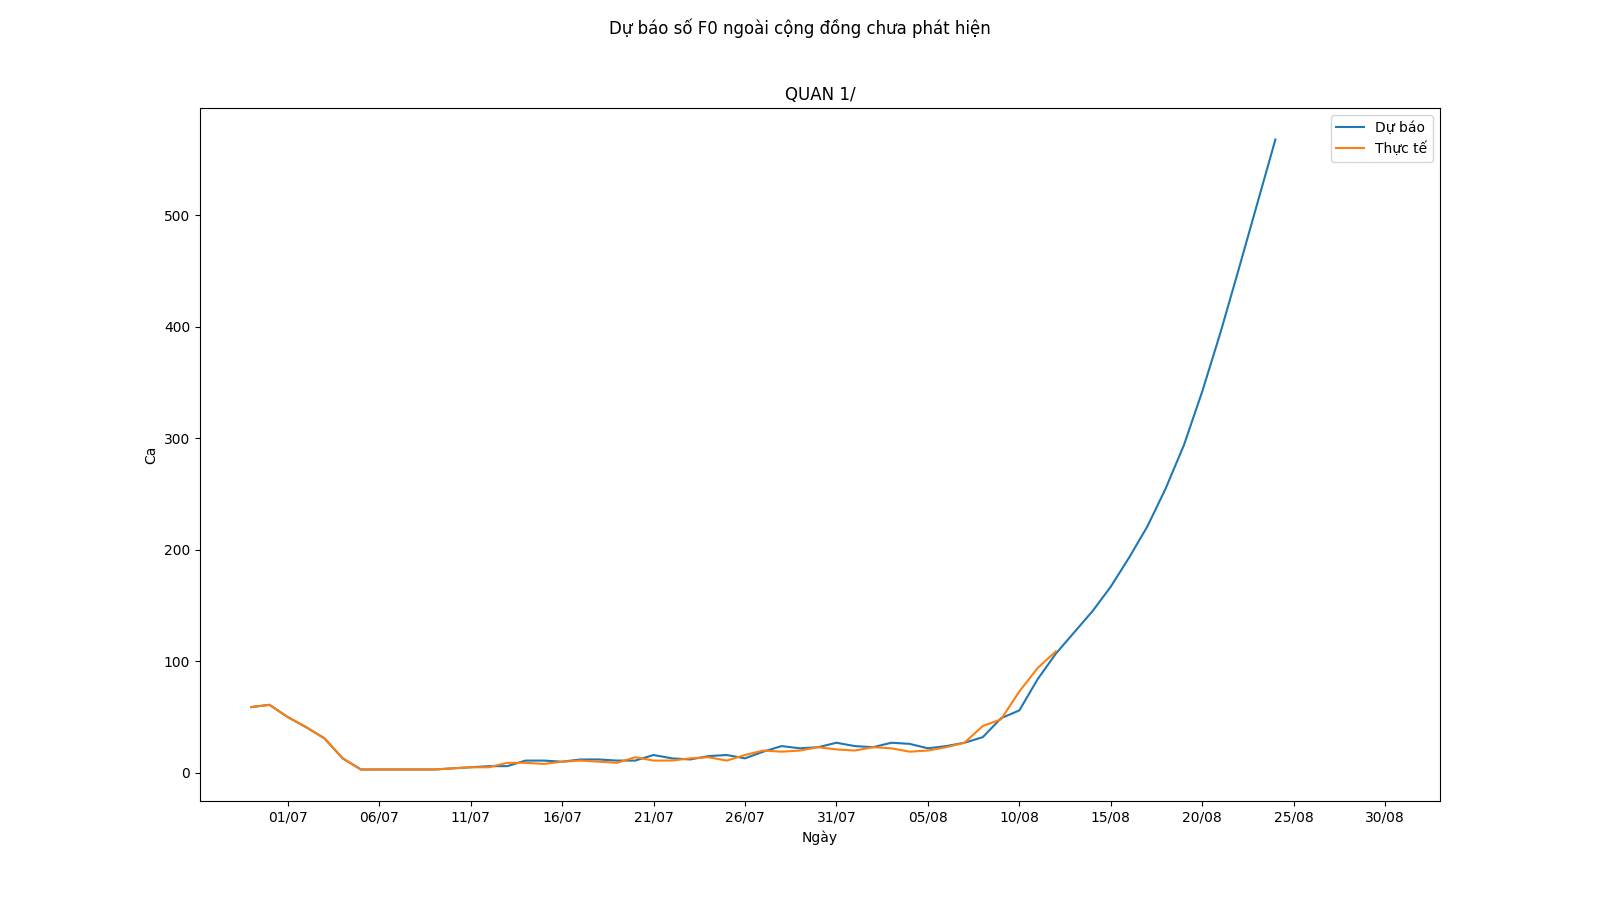 Dự báo số F0 ngoài cộng đồng chưa phát hiện
QUAN 1/
Dự báo
Thực tế
500
400
300
200
100
0
Ca
01/07 06/07 11/07 16/07 21/07 26/07 31/07 05/08 10/08 15/08 20/08 25/08 30/08
Ngày